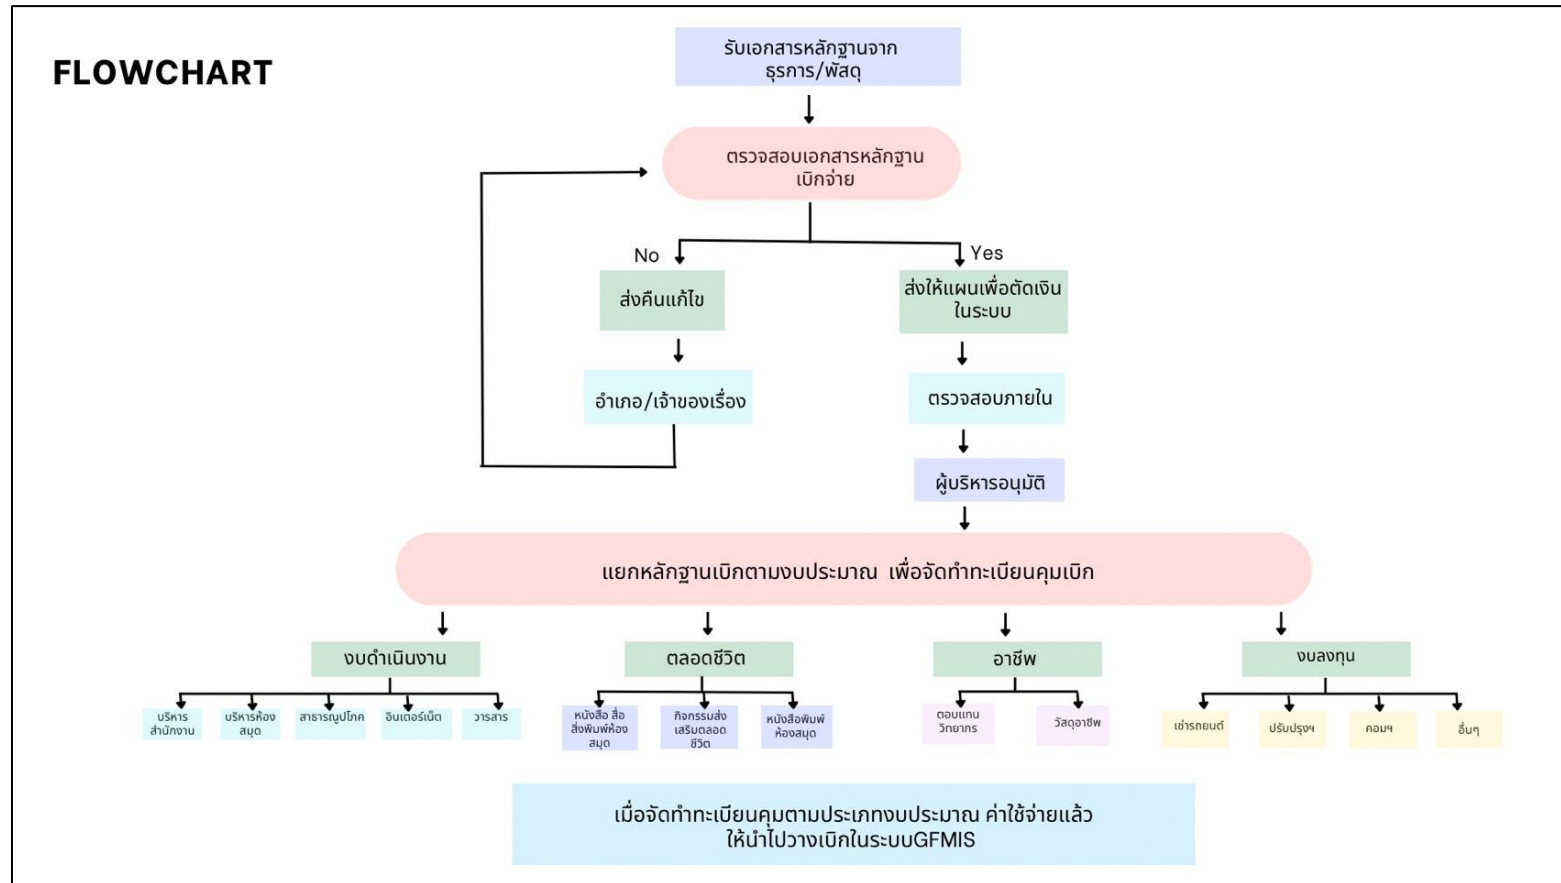 FLOWCHART
รับเอกสารหลักฐานจาก
ธุรการ/พัสดุ
ตรวจสอบเอกสารหลักฐาน
เบิกจ่าย
No
Yes
ส่งคืนแก้ไข
ส่งให้แผนเพื่อตัดเงิน
ในระบบ
อำเภอ/เจ้าของเรื่อง
ตรวจสอบภายใน
ผู้บริหารอนุมัติ
แยกหลักฐานเบิกตามงบประมาณ เพื่อจัดทำทะเบียนคุมเบิก
งบดำเนินงาน
ตลอดชีวิต
อาชีพ
งบลงทุน
บริหาร
สำนักงาน
บริหารห้อง
สมุด
สาธารณูปโภค
อินเตอร์เน็ต
วารสาร
หนังสือ สื่อ
สิ่งพิมพ์ห้อง
สมุด
กิจกรรมส่ง
เสริมตลอด
ชีวิต
หนังสือพิมพ์
ห้องสมุด
ตอบแทน
วิทยากร
วัสดุอาชีพ
เช่ารถยนต์
ปรับปรุงฯ
คอมฯ
อื่นๆ
เมื่อจัดทำทะเบียนคุมตามประเภทงบประมาณ ค่าใช้จ่ายแล้ว
ให้นำไปวางเบิกในระบบGFMIS